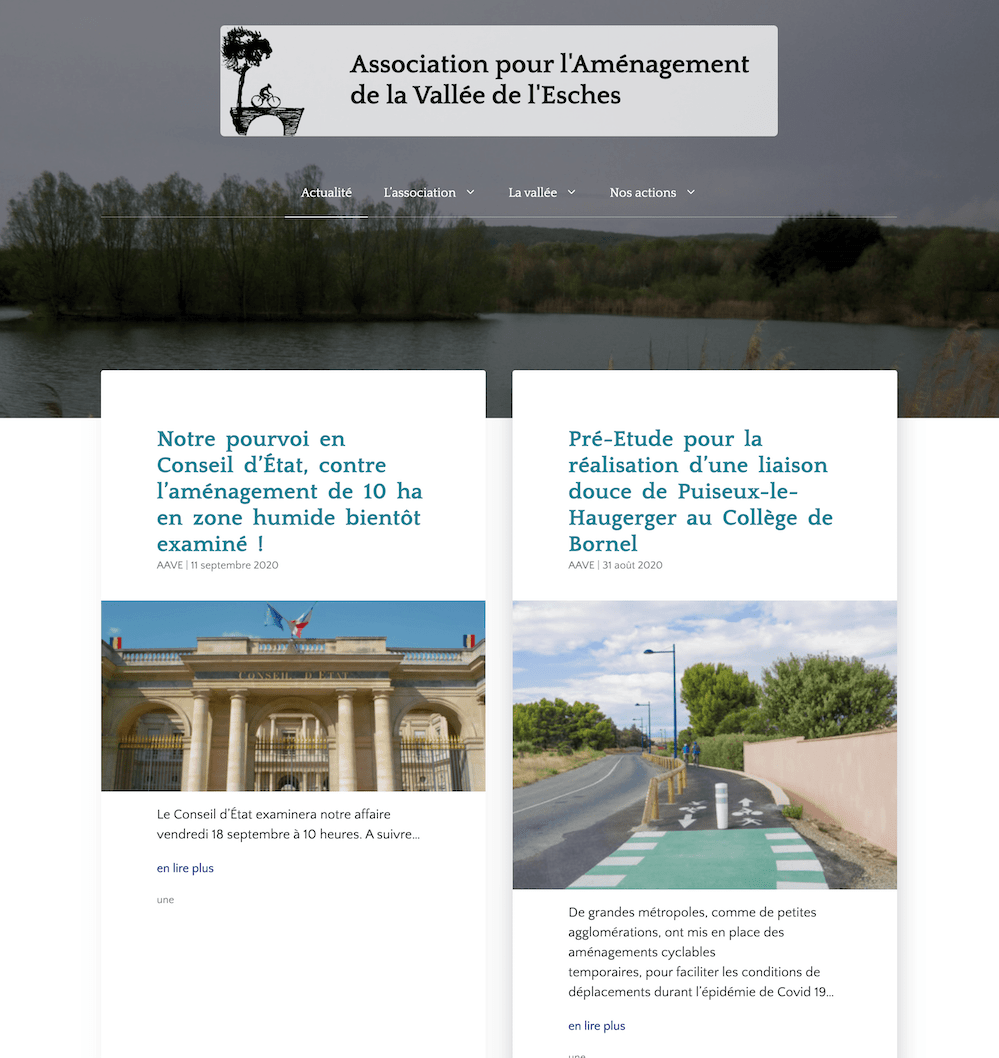 Association pour l'Aménagement
de la Vallée de l'Esches
Actualité L’association La vallée Nos actions
Notre pourvoi en
Conseil d’État, contre
l’aménagement de 10 ha
en zone humide bientôt
examiné !
AAVE | 11 septembre 2020
CONSEIL D'ETAT
Le Conseil d’État examinera notre affaire
vendredi 18 septembre à 10 heures. A suivre...
en lire plus
une
Pré-Etude pour la
réalisation d’une liaison
douce de Puiseux-le-
Haugerger au Collège de
Bornel
AAVE | 31 août 2020
De grandes métropoles, comme de petites
agglomérations, ont mis en place des
aménagements cyclables
temporaires, pour faciliter les conditions de
déplacements durant l’épidémie de Covid 19...
en lire plus
une